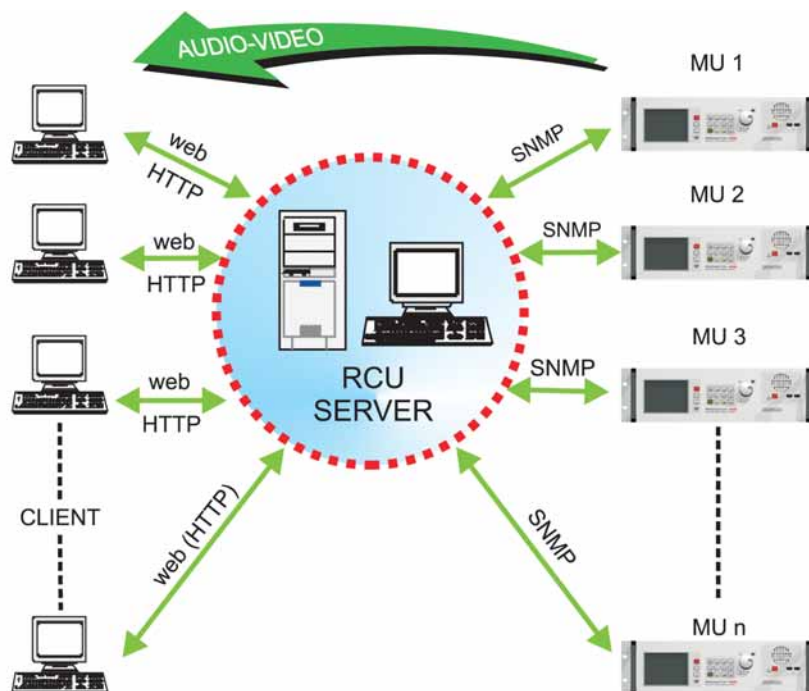 AUDIO-VIDEO
MU 1
web
HTTP
SNMP
MU 2
web
HTTP
SNMP
MU 3
web
HTTP
SNMP
RCU
SERVER
CLIENT
web (HTTP)
SNMP
MU n